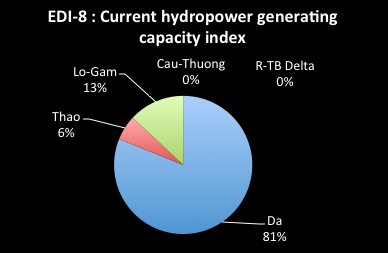 EDI-8 : Current hydropower generating
capacity index
Cau-Thuong
0%
R-TB Delta
0%
Lo-Gam
13%
Thao
6%
Da
81%